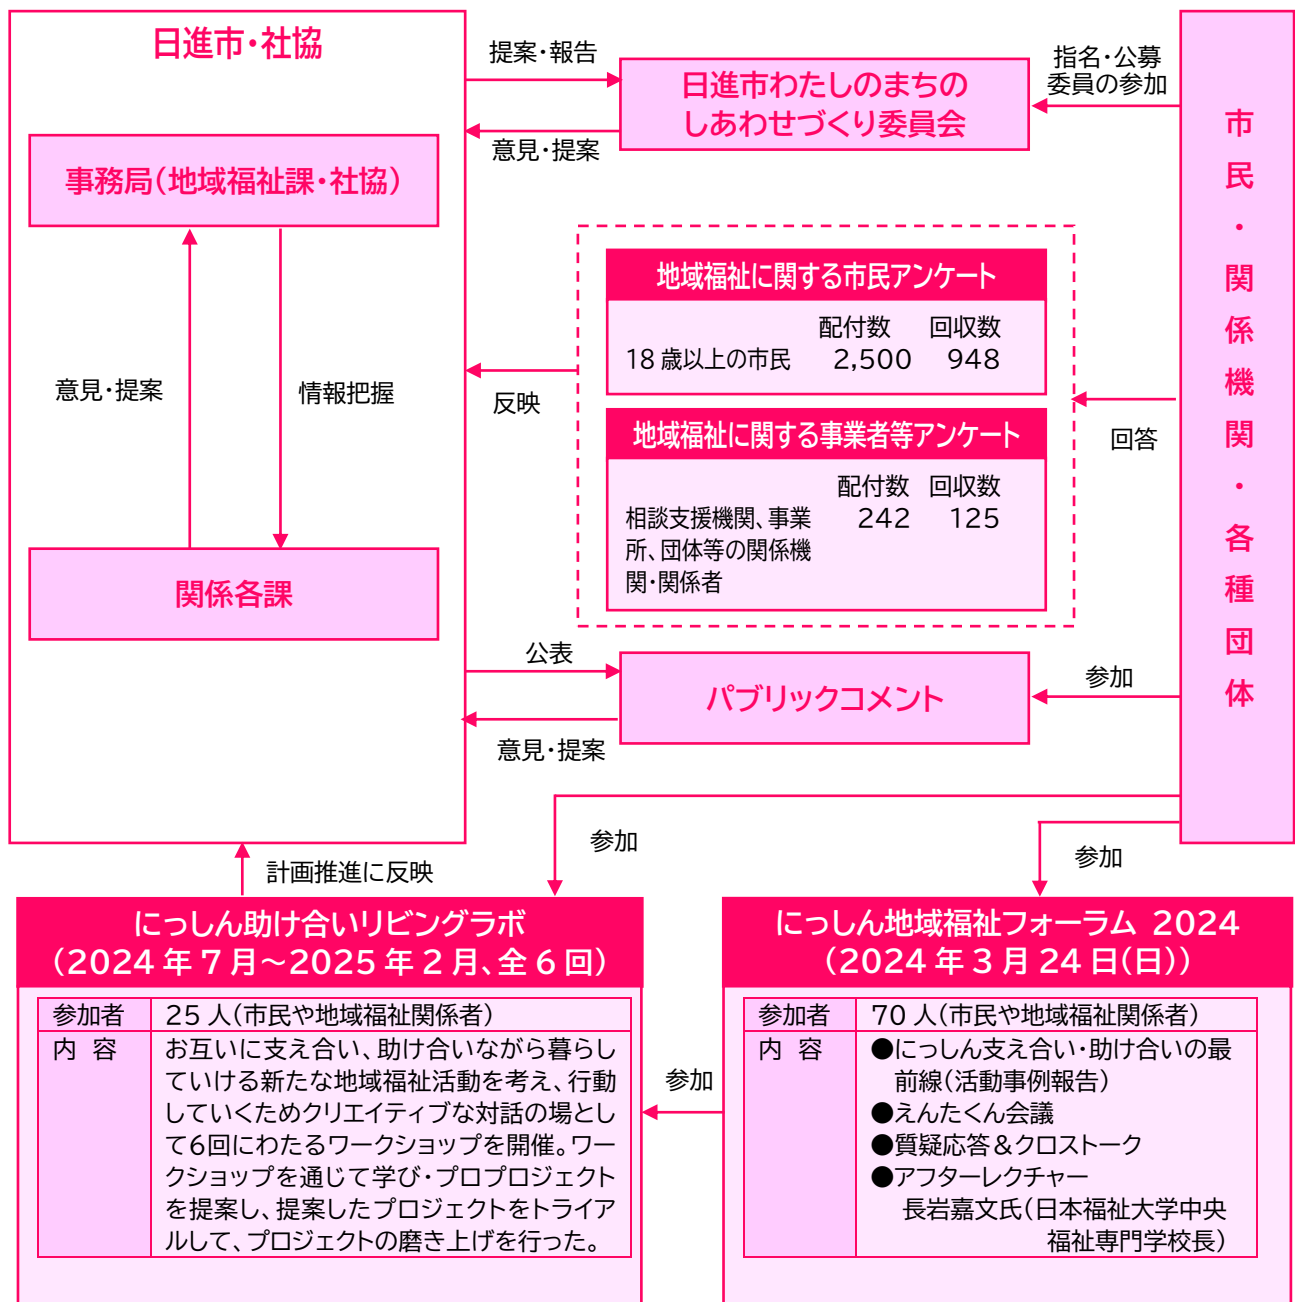 日進市・社協
提案・報告
日進市わたしのまちの
しあわせづくり委員会
指名・公募
委員の参加
意見・提案
事務局（地域福祉課・社協）
意見・提案
情報把握
関係各課
地域福祉に関する市民アンケート
配付数 回収数
18歳以上の市民 2,500 948
反映
地域福祉に関する事業者等アンケート
配付数 回収数
相談支援機関、事業 242 125
所、団体等の関係機
関・関係者
回答
市民・関係機関・各種団体
公表
パブリックコメント
参加
意見・提案
参加
参加
計画推進に反映
にっしん助け合いリビングラボ
（2024年7月～2025年2月、全6回）
参加者 25人（市民や地域福祉関係者）
内 容 お互いに支え合い、助け合いながら暮らし
ていける新たな地域福祉活動を考え、行動
していくためクリエイティブな対話の場とし
て6回にわたるワークショップを開催。ワー
クショップを通じて学び・プロプロジェクト
を提案し、提案したプロジェクトをトライア
ルして、プロジェクトの磨き上げを行った。
参加
にっしん地域福祉フォーラム 2024
（2024年3月24日（日））
参加者 70人（市民や地域福祉関係者）
内 容 ●にっしん支え合い・助け合いの最
前線（活動事例報告）
●えんたくん会議
●質疑応答＆クロストーク
●アフターレクチャー
長岩嘉文氏（日本福祉大学中央
福祉専門学校長）